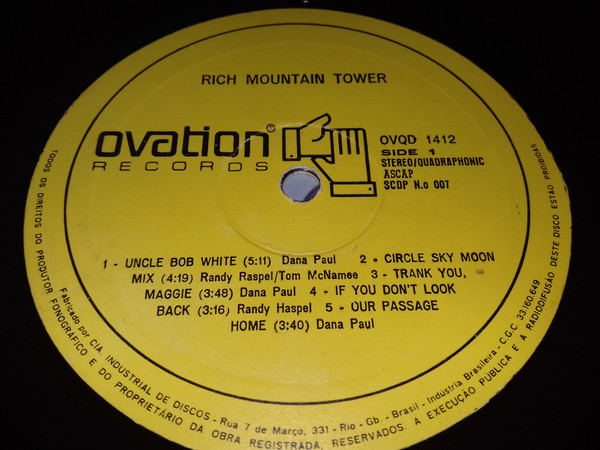 RICH MOUNTAIN TOWER
ovation®
RECORDS
OVQD 1412
SIDE 1
STEREO/QUADRAPHONIC
ASCAP
SCDP N.o 007
1 - UNCLE BOB WHITE (5:11) Dana Paul 2 - CIRCLE SKY MOON
MIX (4:19) Randy Raspel/Tom McNamee 3 - TRANK YOU,
MAGGIE (3:48) Dana Paul 4 - IF YOU DON'T LOOK
BACK (3:16) Randy Haspel 5 - OUR PASSAGE
HOME (3:40) Dana Paul
Fabricado por CIA INDUSTRIAL DE DISCOS - Rua 7 de Março, 331 - Rio - Gb. - Brasil - Indústria Brasileira - C.G.C. 33.160.649
TODOS OS DIREITOS DO PRODUTOR FONOGRÁFICO E DO PROPRIETÁRIO DA OBRA REGISTRADA, RESERVADOS. A EXECUÇÃO PÚBLICA E A RADIODIFUSÃO DESTE DISCO ESTÃO PROIBIDAS